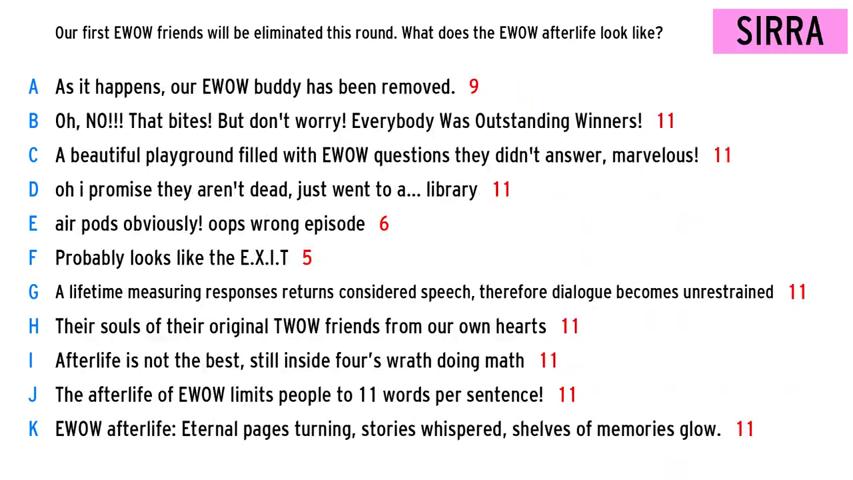 Our first EWOW friends will be eliminated this round. What does the EWOW afterlife look like?
SIRRA
A As it happens, our EWOW buddy has been removed. 9
B Oh, NO!!! That bites! But don't worry! Everybody Was Outstanding Winners! 11
C A beautiful playground filled with EWOW questions they didn't answer, marvelous! 11
D oh i promise they aren't dead, just went to a... library 11
E air pods obviously! oops wrong episode 6
F Probably looks like the E.X.I.T 5
G A lifetime measuring responses returns considered speech, therefore dialogue becomes unrestrained 11
H Their souls of their original TWOW friends from our own hearts 11
I Afterlife is not the best, still inside four’s wrath doing math 11
J The afterlife of EWOW limits people to 11 words per sentence! 11
K EWOW afterlife: Eternal pages turning, stories whispered, shelves of memories glow. 11